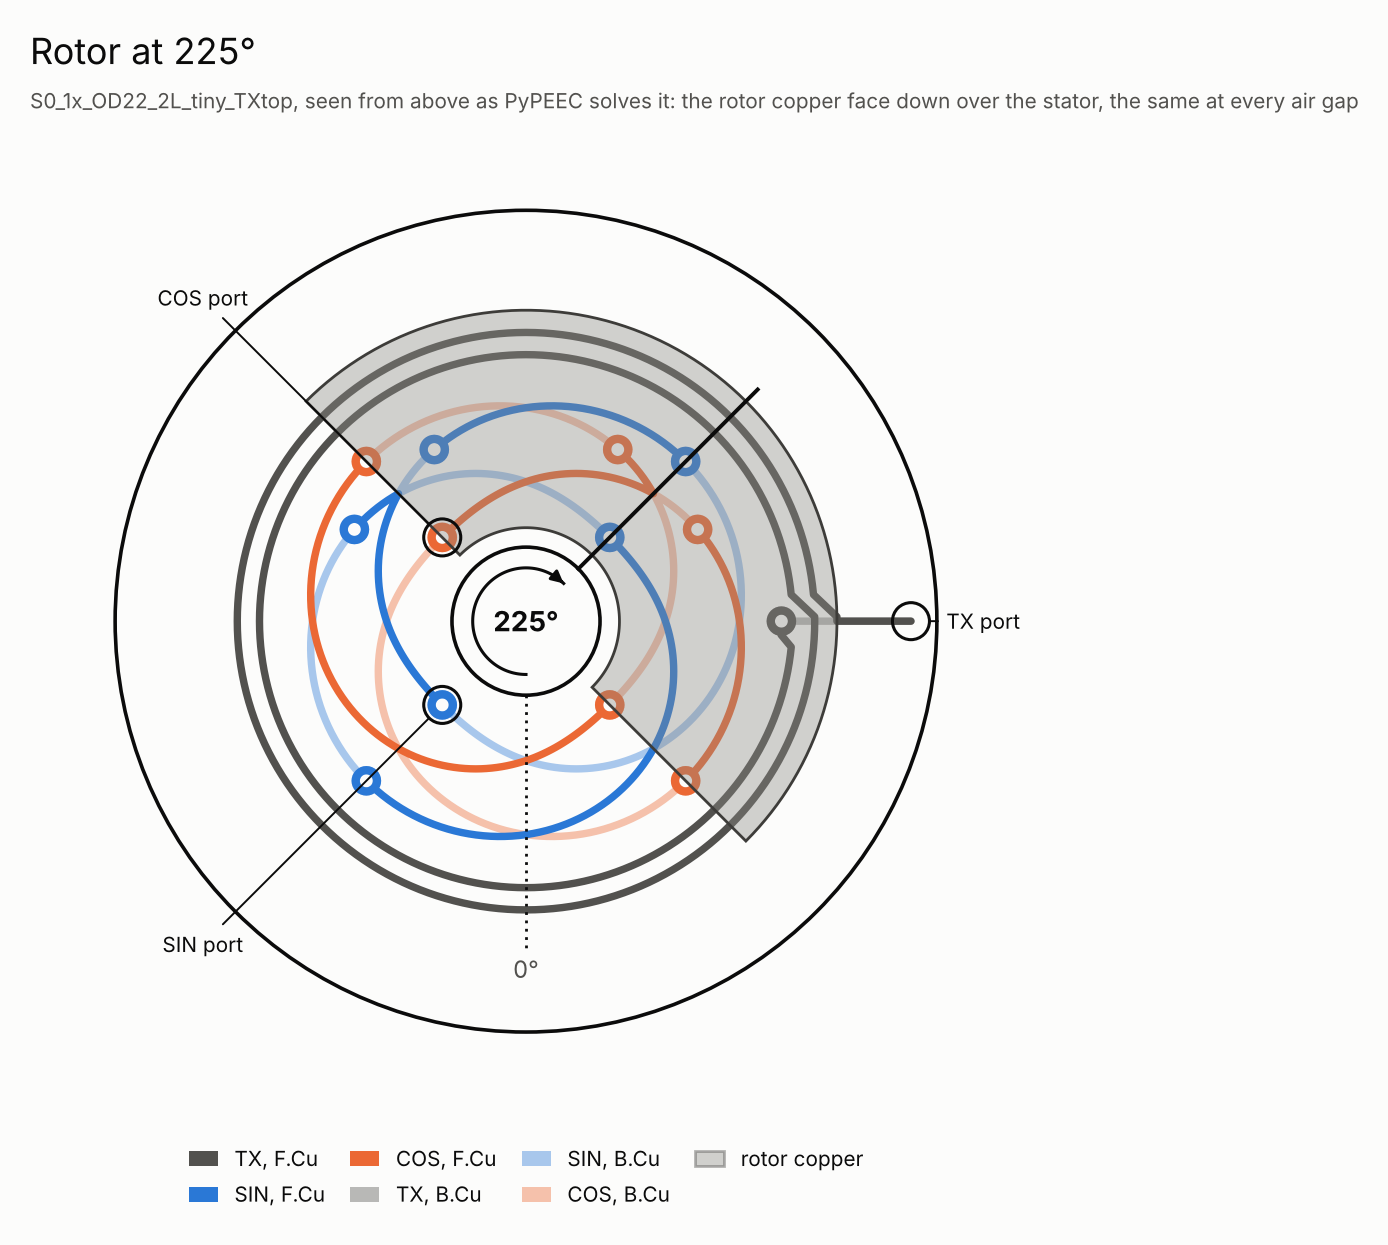 Rotor at 225°
S0_1x_OD22_2L_tiny_TXtop, seen from above as PyPEEC solves it: the rotor copper face down over the stator, the same at every air gap
COS port
225°
TX port
SIN port
0°
TX, F.Cu
COS, F.Cu
SIN, B.Cu
rotor copper
SIN, F.Cu
TX, B.Cu
COS, B.Cu